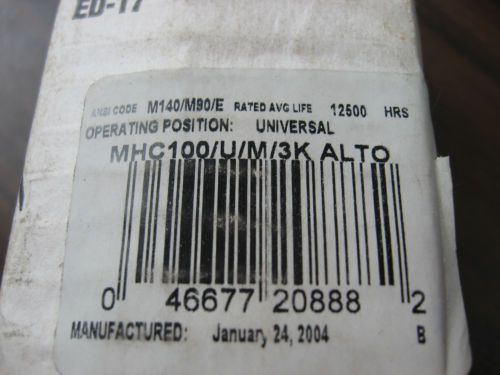 ED-17
ANSI CODE M140/M90/E RATED AVG LIFE 12500 HRS
OPERATING POSITION: UNIVERSAL
MHC100/U/M/3K ALTO
0 46677 20888 2
MANUFACTURED: January 24, 2004 B